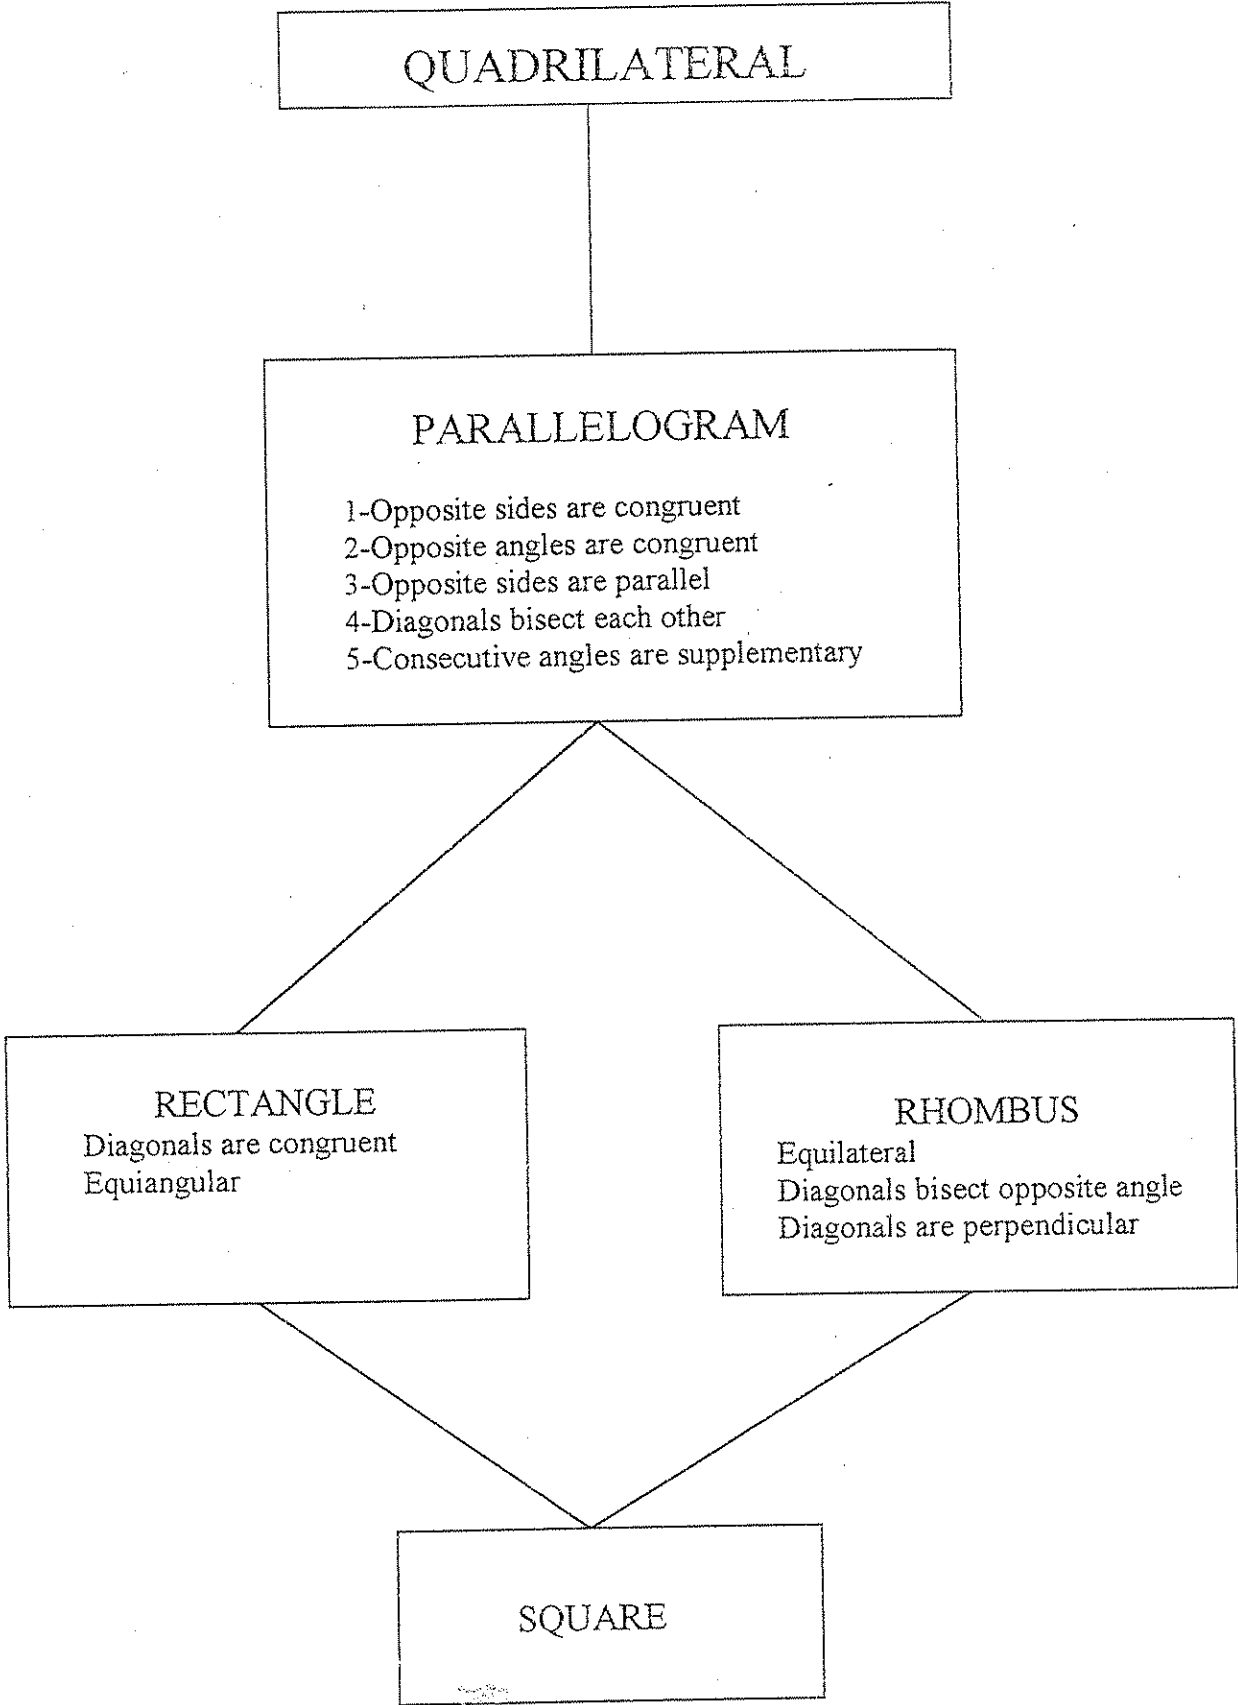 QUADRILATERAL
PARALLELOGRAM
1-Opposite sides are congruent
2-Opposite angles are congruent
3-Opposite sides are parallel
4-Diagonals bisect each other
5-Consecutive angles are supplementary
RECTANGLE
Diagonals are congruent
Equiangular
RHOMBUS
Equilateral
Diagonals bisect opposite angle
Diagonals are perpendicular
SQUARE